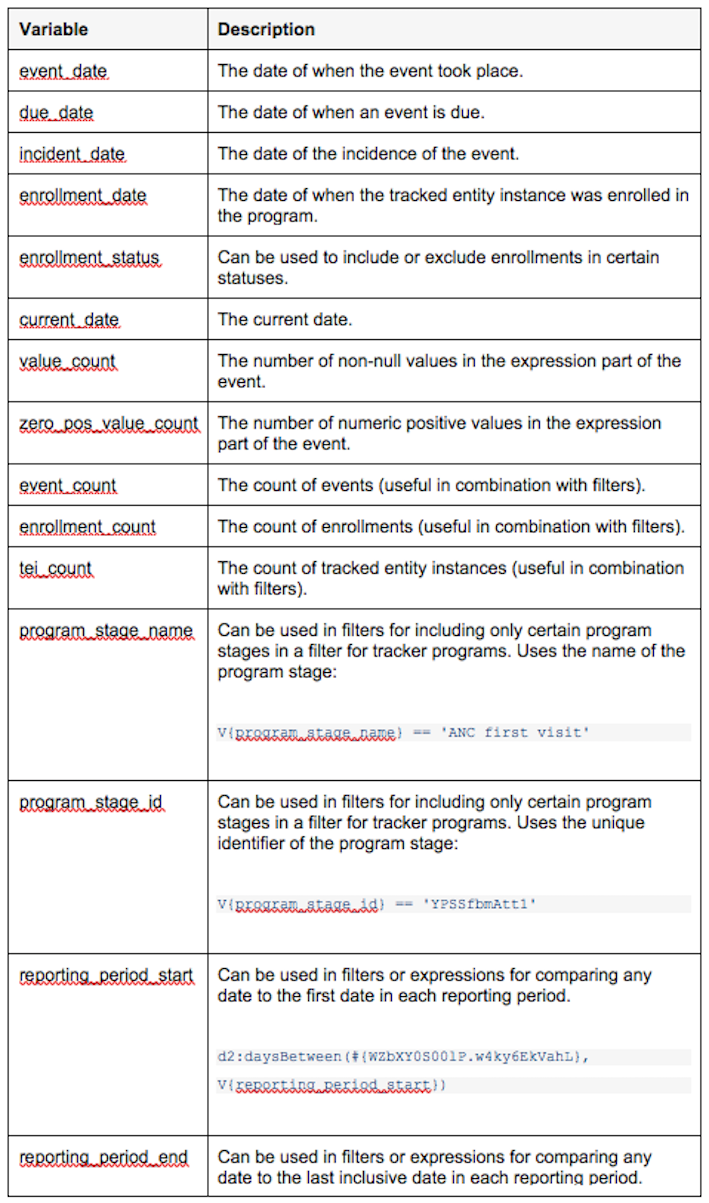 Variable Description
event_date The date of when the event took place.
due_date The date of when an event is due.
incident_date The date of the incidence of the event.
enrollment_date The date of when the tracked entity instance was enrolled in
the program.
enrollment_status Can be used to include or exclude enrollments in certain
statuses.
current_date The current date.
value_count The number of non-null values in the expression part of the
event.
zero_pos_value_count The number of numeric positive values in the expression
part of the event.
event_count The count of events (useful in combination with filters).
enrollment_count The count of enrollments (useful in combination with filters).
tei_count The count of tracked entity instances (useful in combination
with filters).
program_stage_name Can be used in filters for including only certain program
stages in a filter for tracker programs. Uses the name of the
program stage:
V{program_stage_name} == 'ANC first visit'
program_stage_id Can be used in filters for including only certain program
stages in a filter for tracker programs. Uses the unique
identifier of the program stage:
V{program_stage_id} == 'YPSSfbmAtt1'
reporting_period_start Can be used in filters or expressions for comparing any
date to the first date in each reporting period.
d2:daysBetween(#{WZbXY0S00lP.w4ky6EkVahL},
V{reporting_period_start})
reporting_period_end Can be used in filters or expressions for comparing any
date to the last inclusive date in each reporting period.